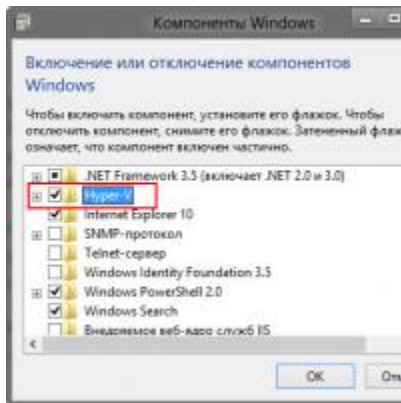 Компоненты Windows
Включение или отключение компонентов
Windows
Чтобы включить компонент, установите его флажок. Чтобы
отключить компонент, снимите его флажок. Затененный флаж
означает, что компонент включен частично.
.NET Framework 3.5 (включает .NET 2.0 и 3.0)
Hyper-V
Internet Explorer 10
SNMP-протокол
Telnet-сервер
Windows Identity Foundation 3.5
Windows PowerShell 2.0
Windows Search
Внедряемое веб-ядро служб IIS
OK
От